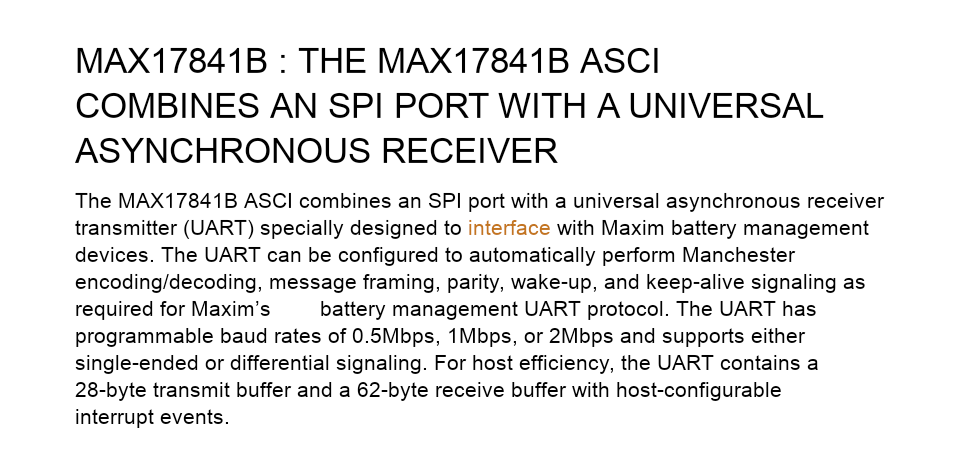 MAX17841B : THE MAX17841B ASCI
COMBINES AN SPI PORT WITH A UNIVERSAL
ASYNCHRONOUS RECEIVER
The MAX17841B ASCI combines an SPI port with a universal asynchronous receiver
transmitter (UART) specially designed to interface with Maxim battery management
devices. The UART can be configured to automatically perform Manchester
encoding/decoding, message framing, parity, wake-up, and keep-alive signaling as
required for Maxim’s battery management UART protocol. The UART has
programmable baud rates of 0.5Mbps, 1Mbps, or 2Mbps and supports either
single-ended or differential signaling. For host efficiency, the UART contains a
28-byte transmit buffer and a 62-byte receive buffer with host-configurable
interrupt events.